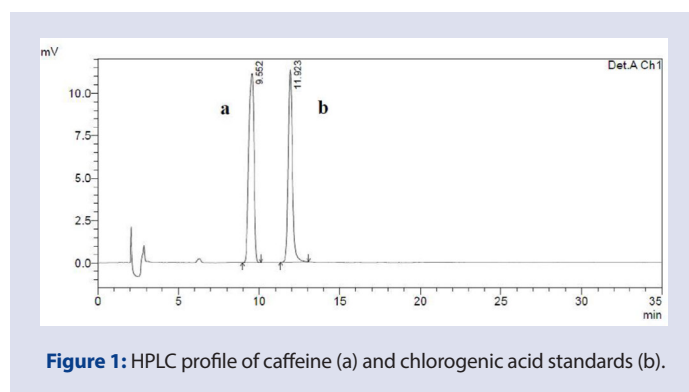 mV
Det.A Ch1
9.552
11.923
a
b
10.0
7.5
5.0
2.5
0.0
0 5 10 15 20 25 30 35
min
Figure 1: HPLC profile of caffeine (a) and chlorogenic acid standards (b).